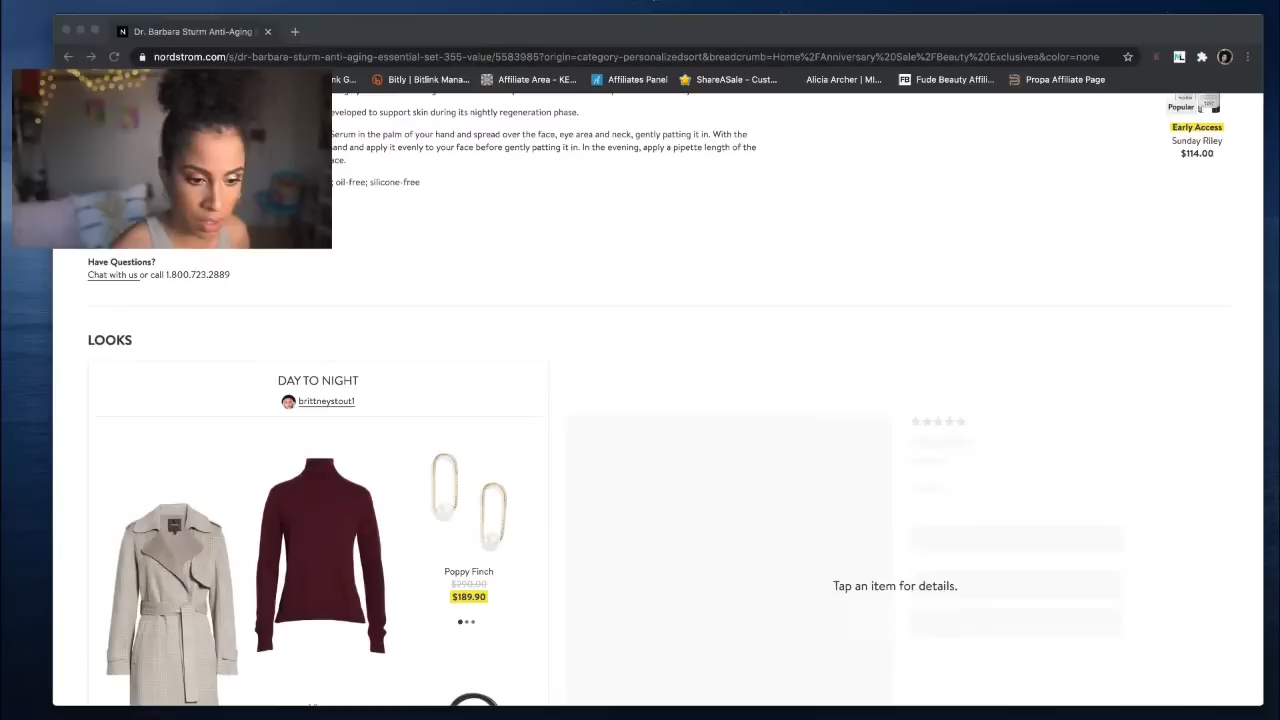 Dr. Barbara Sturm Anti-Aging
nordstrom.com/s/dr-barbara-sturm-anti-aging-essential-set-355-value/5583985?origin=category-personalizedsort&breadcrumb=Home%2FAnniversary%20Sale%2FBeauty%20Exclusives&color=none
nk G... Bitly | Bitlink Mana... Affiliate Area - KE... Affiliates Panel ShareASale - Cust... Alicia Archer | MI... Fude Beauty Affili... Propa Affiliate Page
eveloped to support skin during its nightly regeneration phase.
Serum in the palm of your hand and spread over the face, eye area and neck, gently patting it in. With the
and and apply it evenly to your face before gently patting it in. In the evening, apply a pipette length of the
ce.
; oil-free; silicone-free
Popular
Early Access
Sunday Riley
$114.00
Have Questions?
Chat with us or call 1.800.723.2889
LOOKS
DAY TO NIGHT
brittneystout1
Poppy Finch
$290.00
$189.90
Tap an item for details.